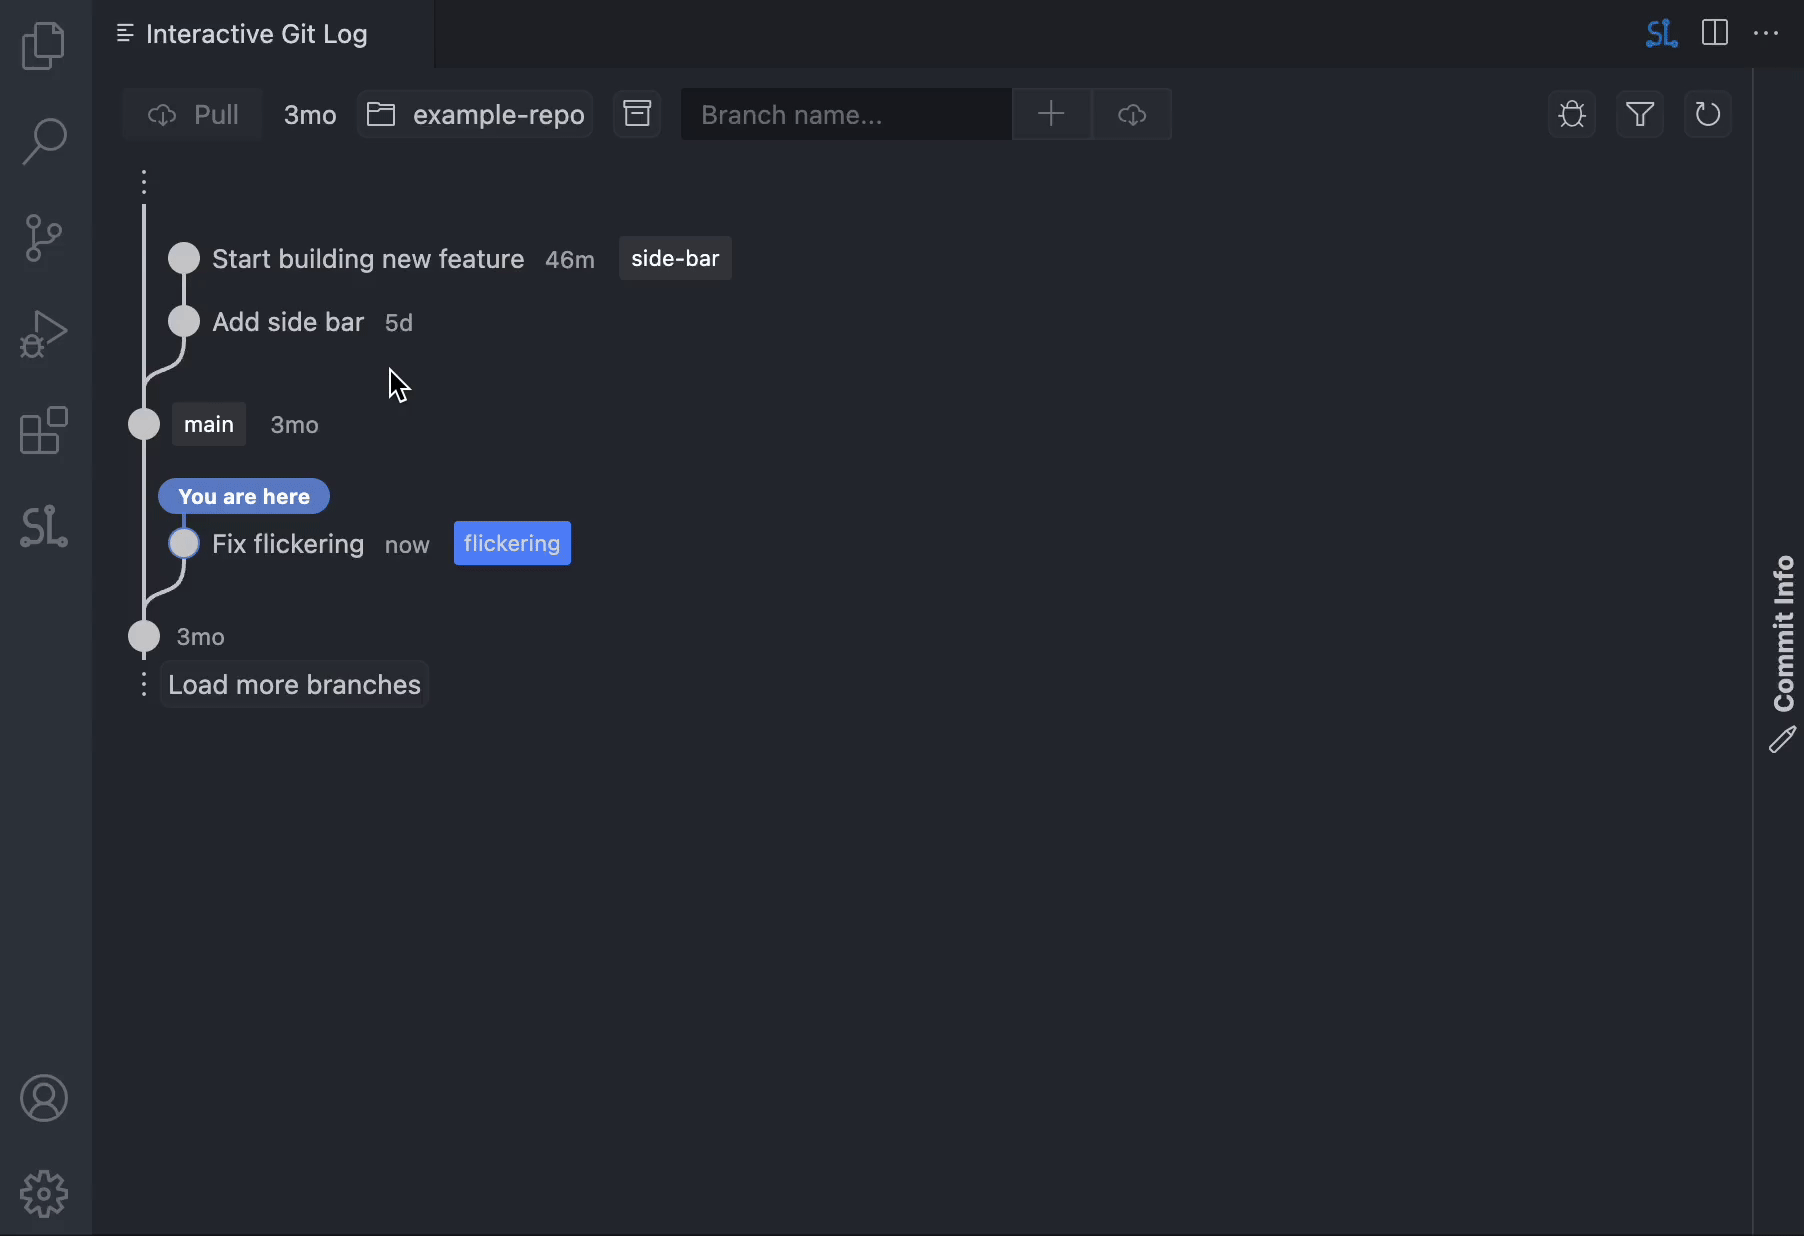 Interactive Git Log
Pull 3mo example-repo Branch name...
Start building new feature 46m side-bar
Add side bar 5d
main 3mo
You are here
Fix flickering now flickering
3mo
Load more branches
Commit Info